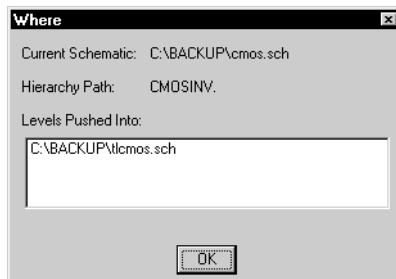 Where
Current Schematic: C:\BACKUP\cmos.sch
Hierarchy Path: CMOSINV.
Levels Pushed Into:
C:\BACKUP\tlcmos.sch
OK